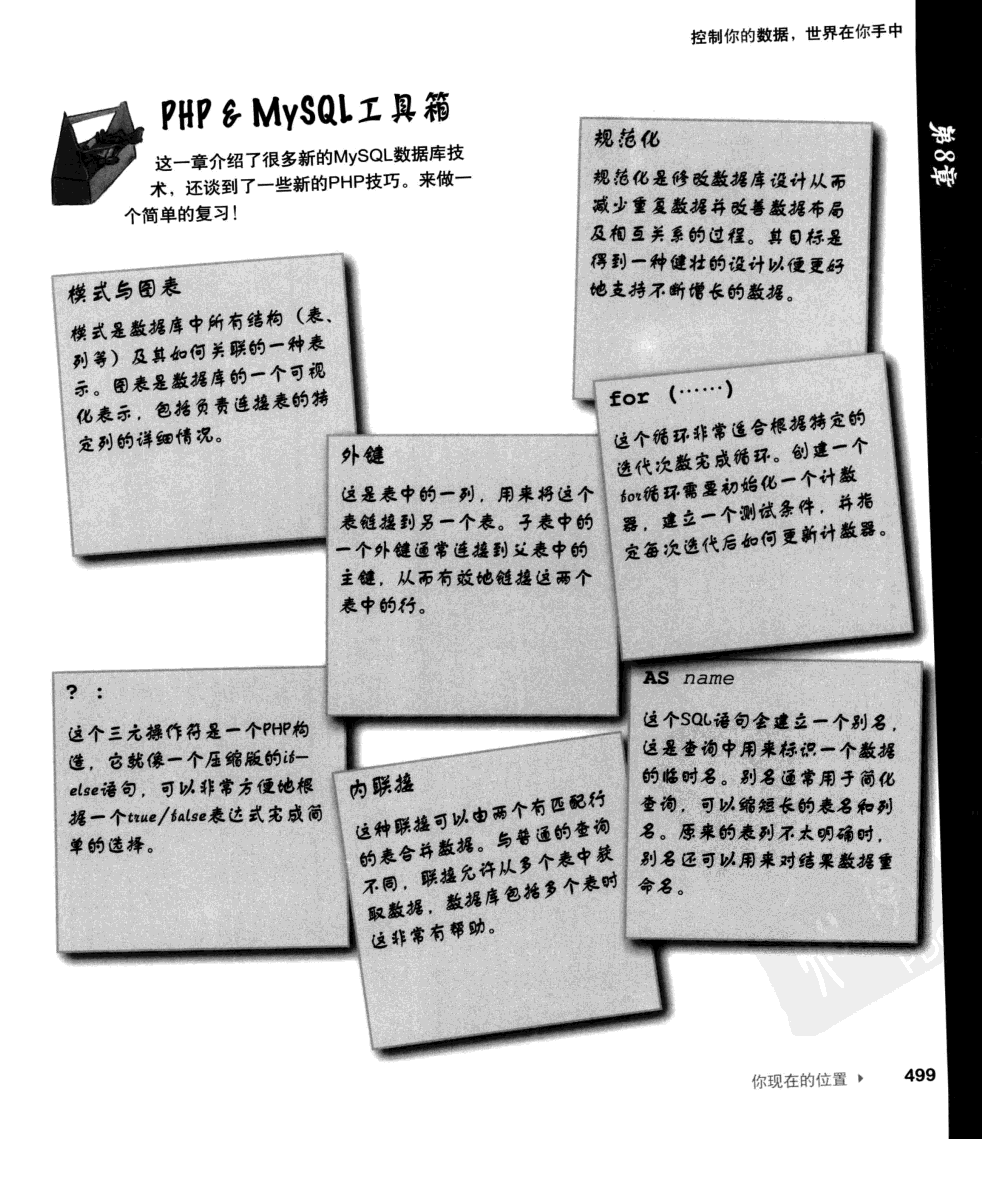 控制你的数据，世界在你手中
第8章
PHP & MySQL工具箱
这一章介绍了很多新的MySQL数据库技
术，还谈到了一些新的PHP技巧。来做一
个简单的复习！
规范化
规范化是修改数据库设计从而
减少重复数据并改善数据布局
及相互关系的过程。其目标是
得到一种健壮的设计以便更好
地支持不断增长的数据。
模式与图表
模式是数据库中所有结构（表、
列等）及其如何关联的一种表
示。图表是数据库的一个可视
化表示，包括负责连接表的特
定列的详细情况。
for (……)
这个循环非常适合根据特定的
迭代次数完成循环。创建一个
for循环需要初始化一个计数
器，建立一个测试条件，并指
定每次迭代后如何更新计数器。
外键
这是表中的一列，用来将这个
表链接到另一个表。子表中的
一个外键通常连接到父表中的
主键，从而有效地链接这两个
表中的行。
? :
这个三元操作符是一个PHP构
造，它就像一个压缩版的if-
else语句，可以非常方便地根
据一个true/false表达式完成简
单的选择。
内联接
这种联接可以由两个有匹配行
的表合并数据。与普通的查询
不同，联接允许从多个表中获
取数据，数据库包括多个表时
这非常有帮助。
AS name
这个SQL语句会建立一个别名，
这是查询中用来标识一个数据
的临时名。别名通常用于简化
查询，可以缩短长的表名和列
名。原来的表列不太明确时，
别名还可以用来对结果数据重
命名。
你现在的位置 ▸ 499